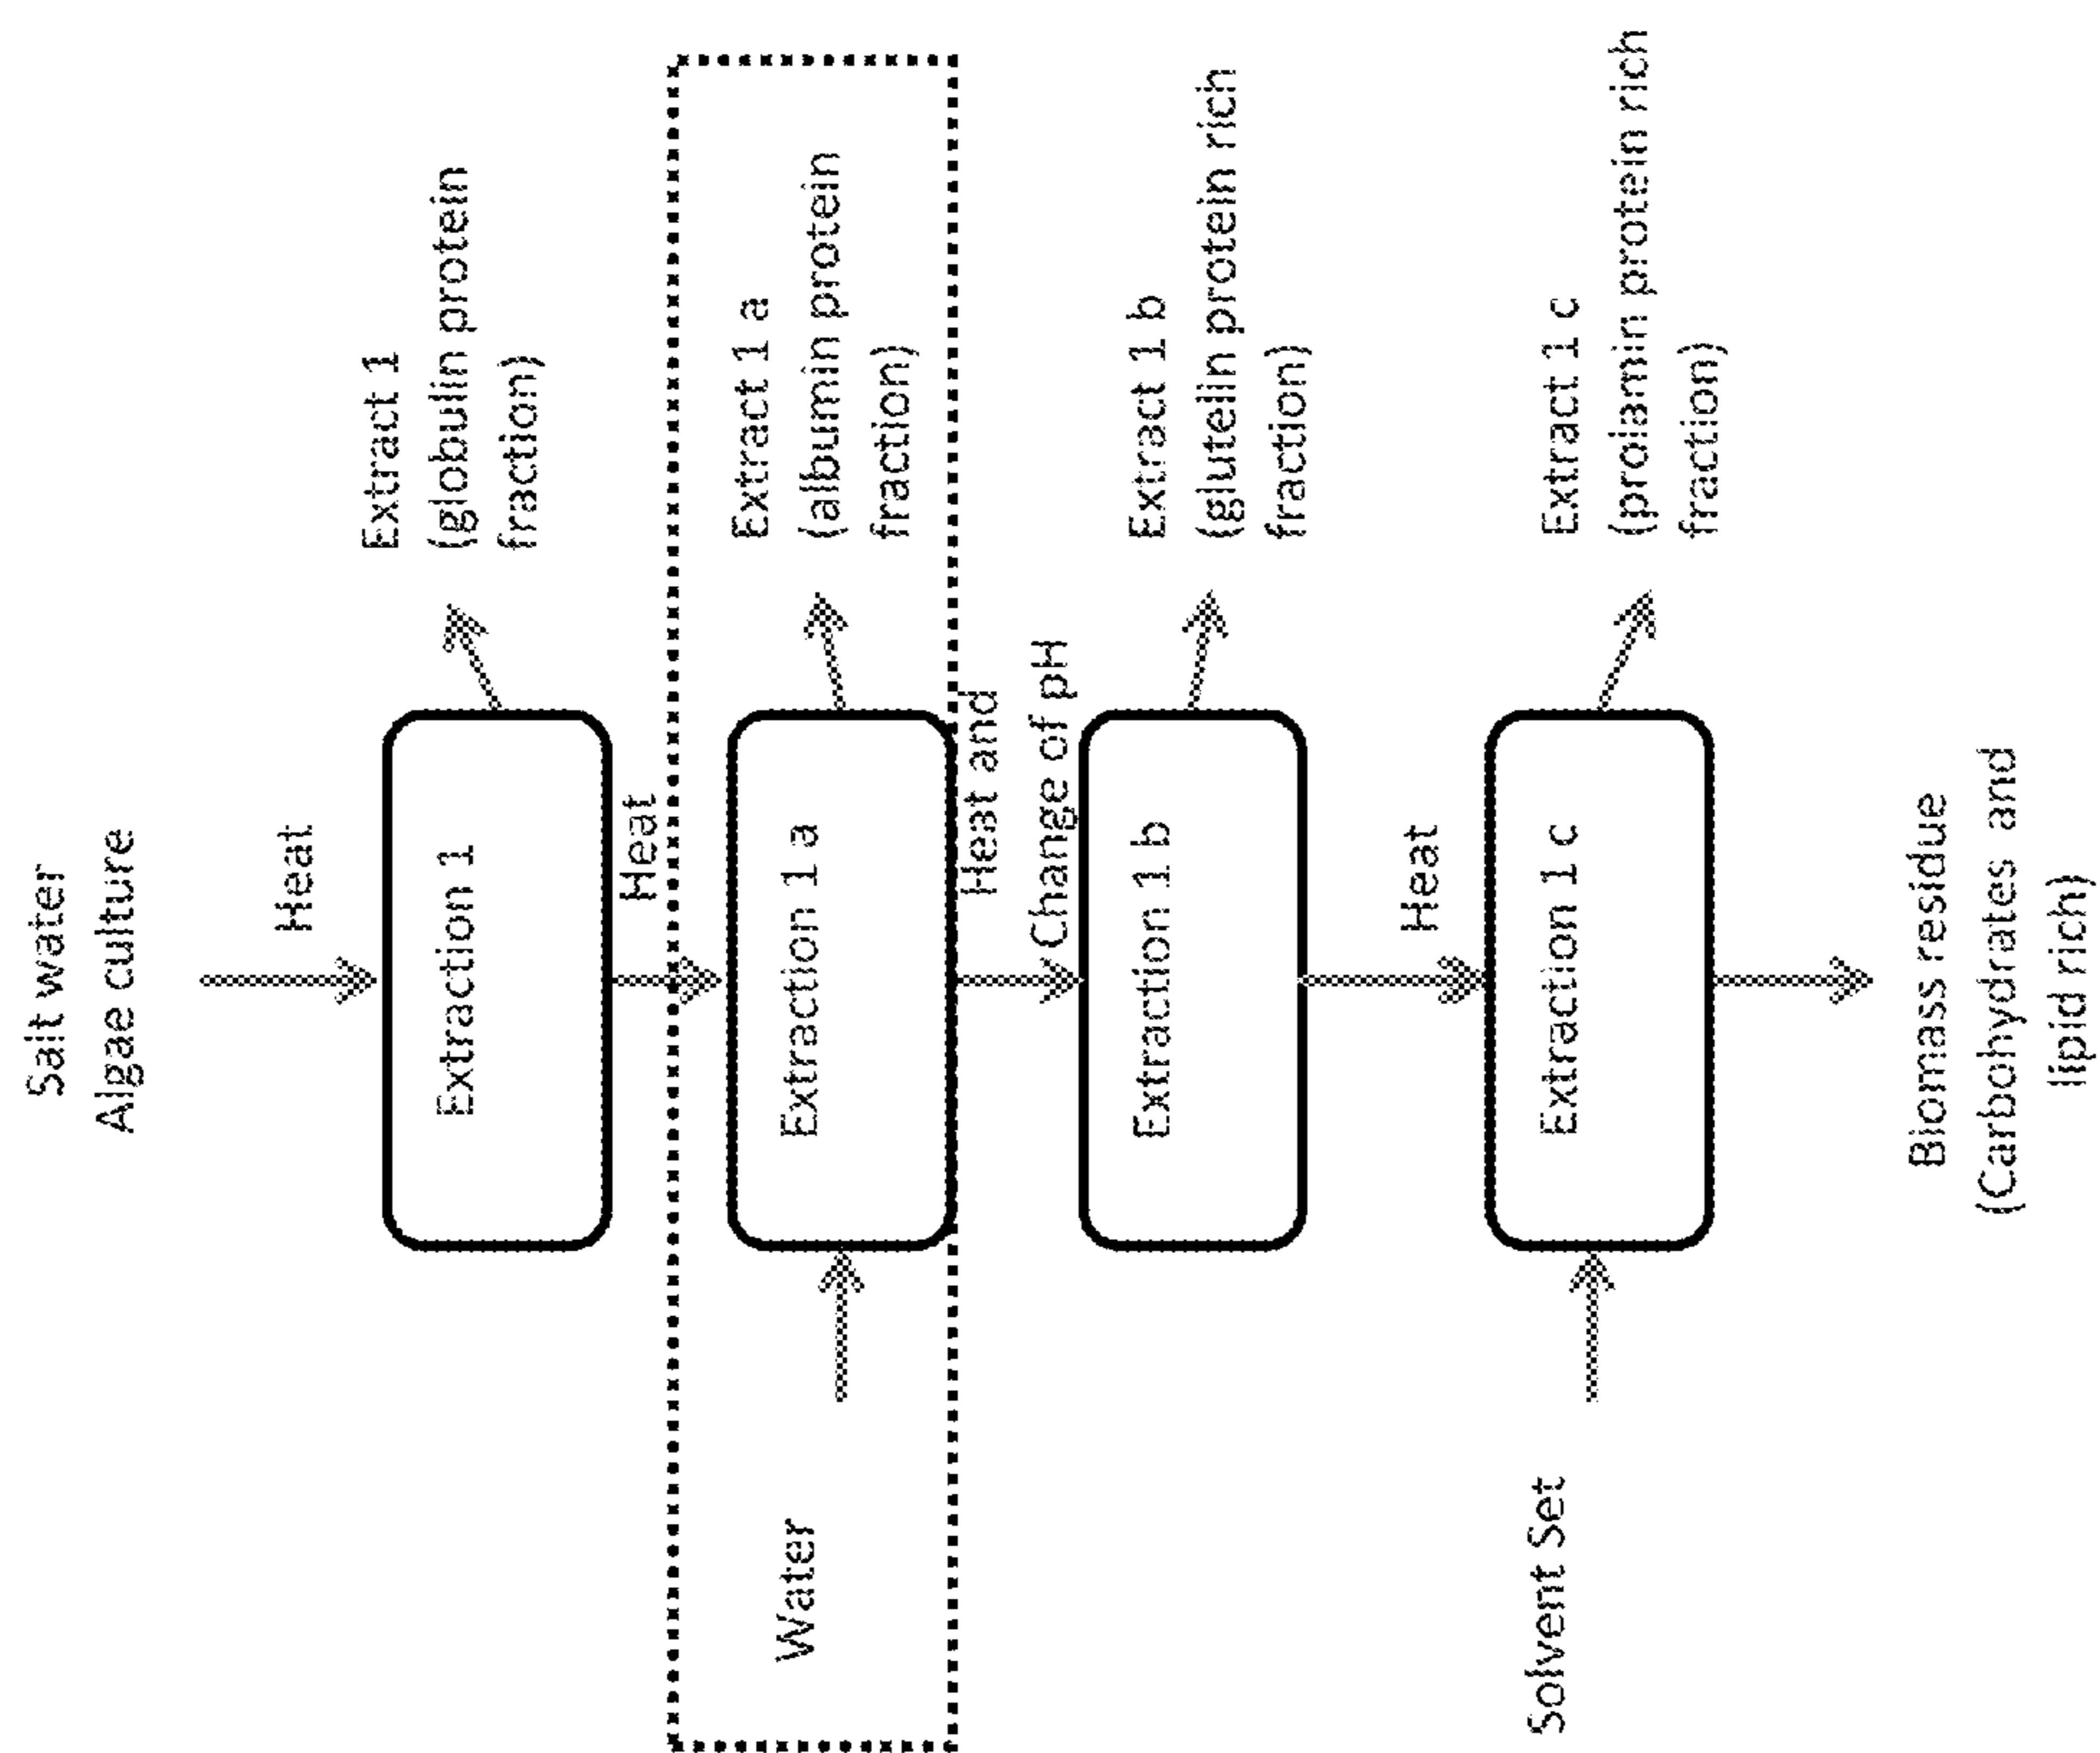 Salt water
Algae culture
Heat
Extraction 1
Extract 1
(globulin protein
fraction)
Heat
Water
Extraction 1 a
Extract 1 a
(albumin protein
fraction)
Heat and
Change of pH
Extraction 1 b
Extract 1 b
(glutelin protein rich
fraction)
Heat
Solvent Set
Extraction 1 c
Extract 1 c
(prolamin protein rich
fraction)
Biomass residue
(Carbohydrates and
lipid rich)